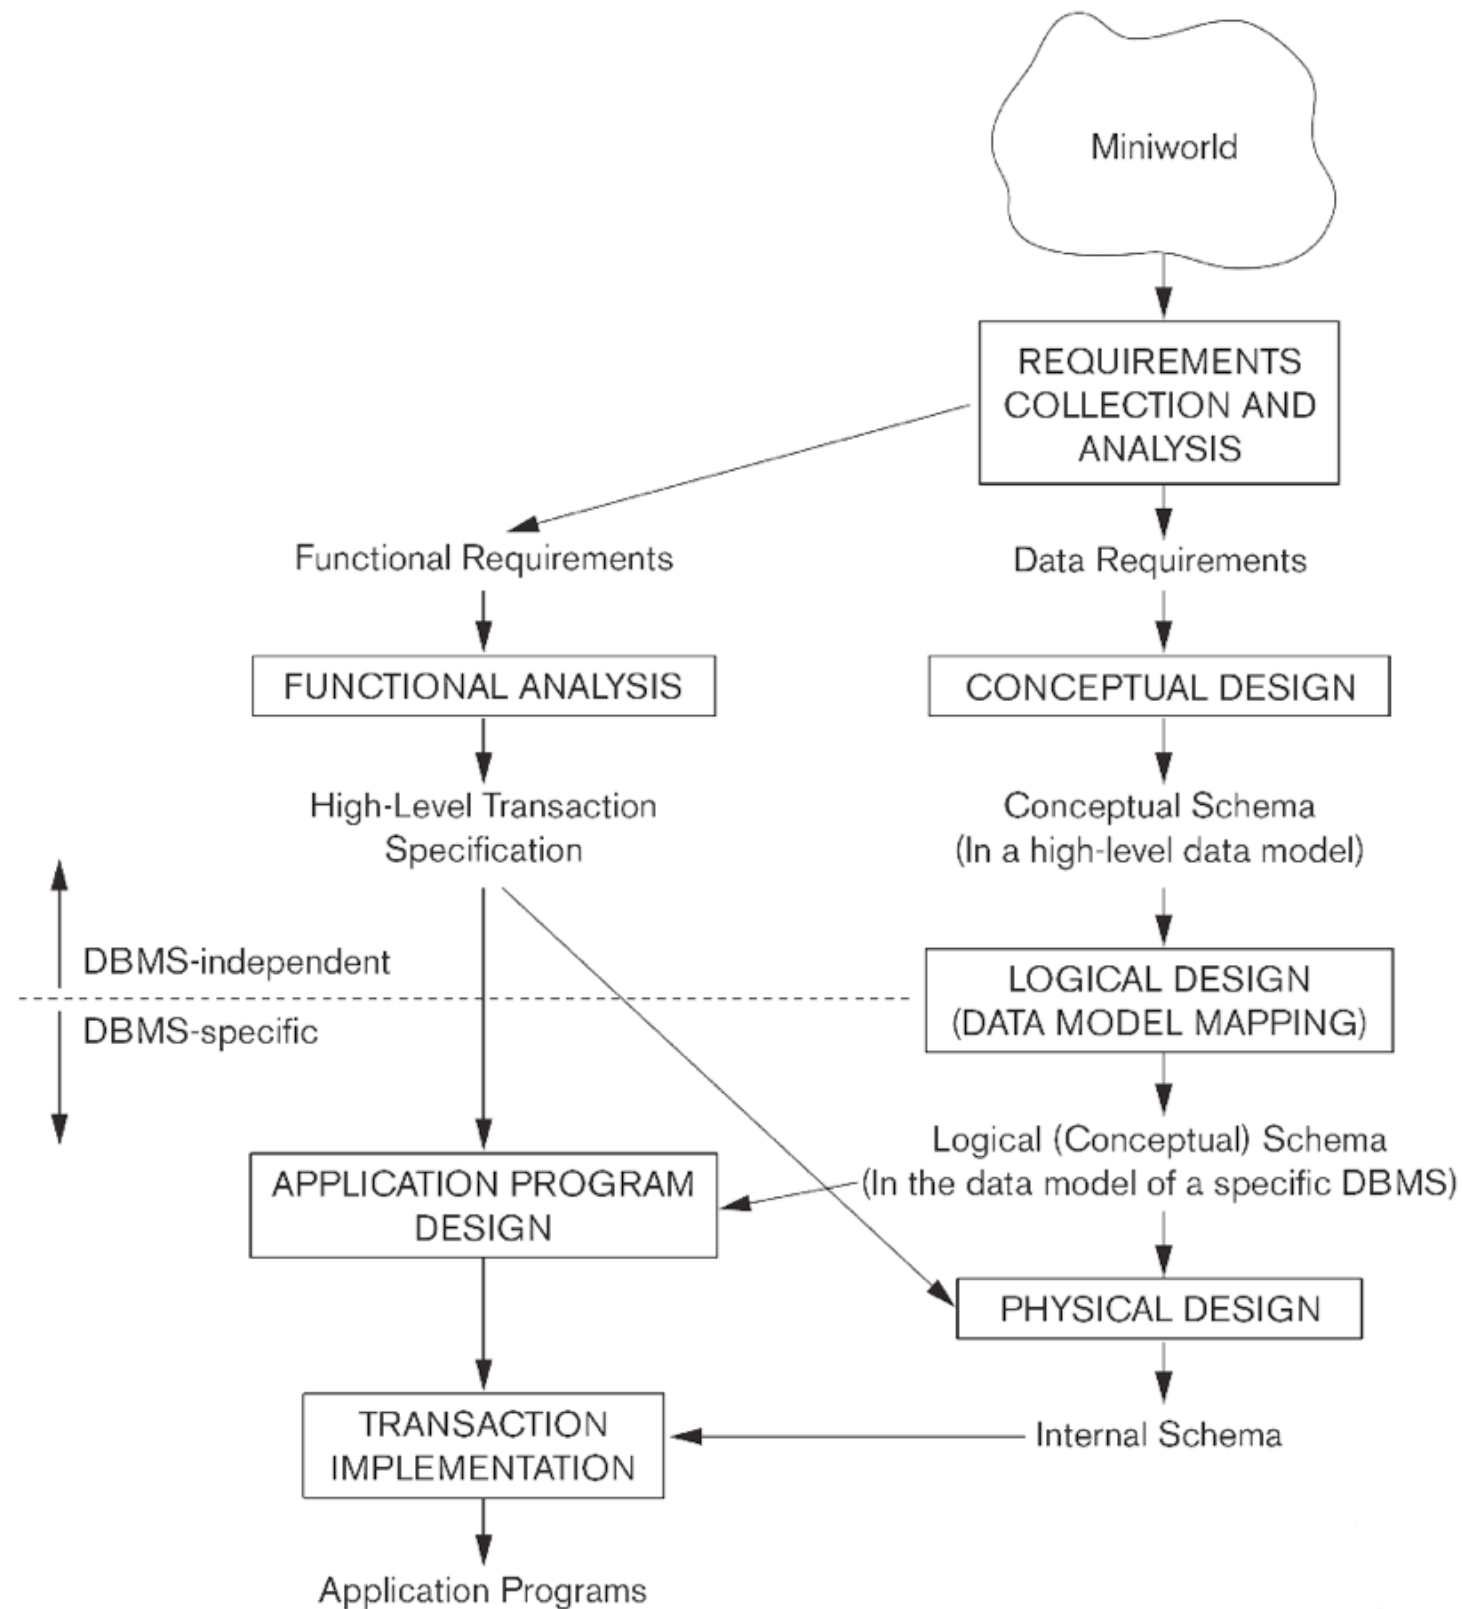 Miniworld
REQUIREMENTS
COLLECTION AND
ANALYSIS
Functional Requirements
Data Requirements
FUNCTIONAL ANALYSIS
CONCEPTUAL DESIGN
High-Level Transaction
Specification
Conceptual Schema
(In a high-level data model)
DBMS-independent
DBMS-specific
LOGICAL DESIGN
(DATA MODEL MAPPING)
Logical (Conceptual) Schema
(In the data model of a specific DBMS)
APPLICATION PROGRAM
DESIGN
PHYSICAL DESIGN
TRANSACTION
IMPLEMENTATION
Internal Schema
Application Programs